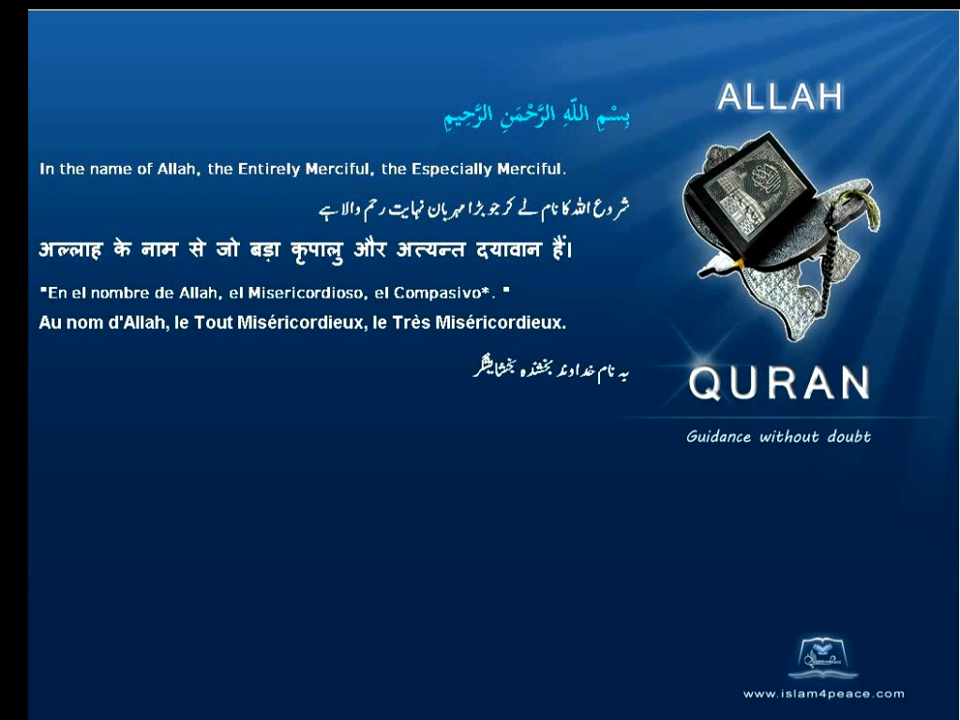 بِسْمِ اللّهِ الرَّحْمَنِ الرَّحِيمِ
In the name of Allah, the Entirely Merciful, the Especially Merciful.
شروع الله کا نام لے کر جو بڑا مہربان نہایت رحم والا ہے
अल्लाह के नाम से जो बड़ा कृपालु और अत्यन्त दयावान हैं।
"En el nombre de Allah, el Misericordioso, el Compasivo*. "
Au nom d'Allah, le Tout Miséricordieux, le Très Miséricordieux.
به نام خداوند بخشنده بخشایشگر
ALLAH
QURAN
Guidance without doubt
www.islam4peace.com